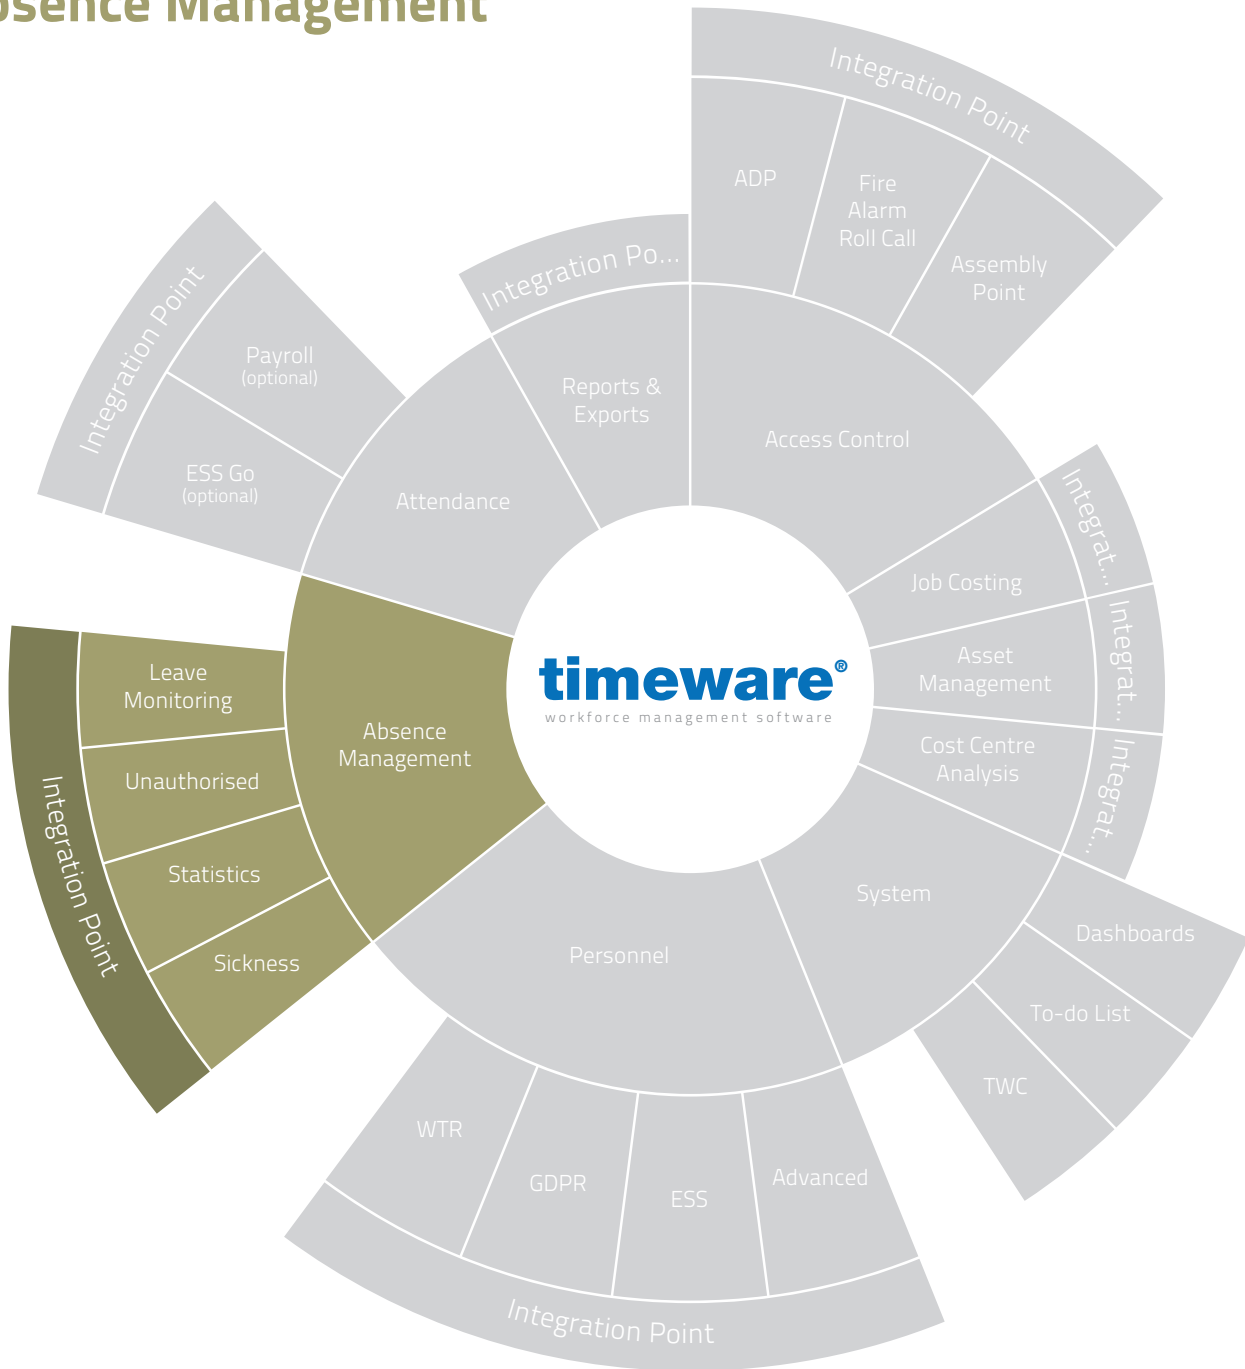 bsence Management
Integration Point
ADP
Fire
Alarm
Roll Call
Assembly
Point
Integration Po...
Reports &
Exports
Access Control
Integration Point
Payroll
(optional)
ESS Go
(optional)
Attendance
Integrat...
Job Costing
Integrat...
Asset
Management
Integrat...
Cost Centre
Analysis
timeware®
workforce management software
Absence
Management
Leave
Monitoring
Unauthorised
Statistics
Sickness
Integration Point
System
Dashboards
To-do List
TWC
Personnel
WTR
GDPR
ESS
Advanced
Integration Point